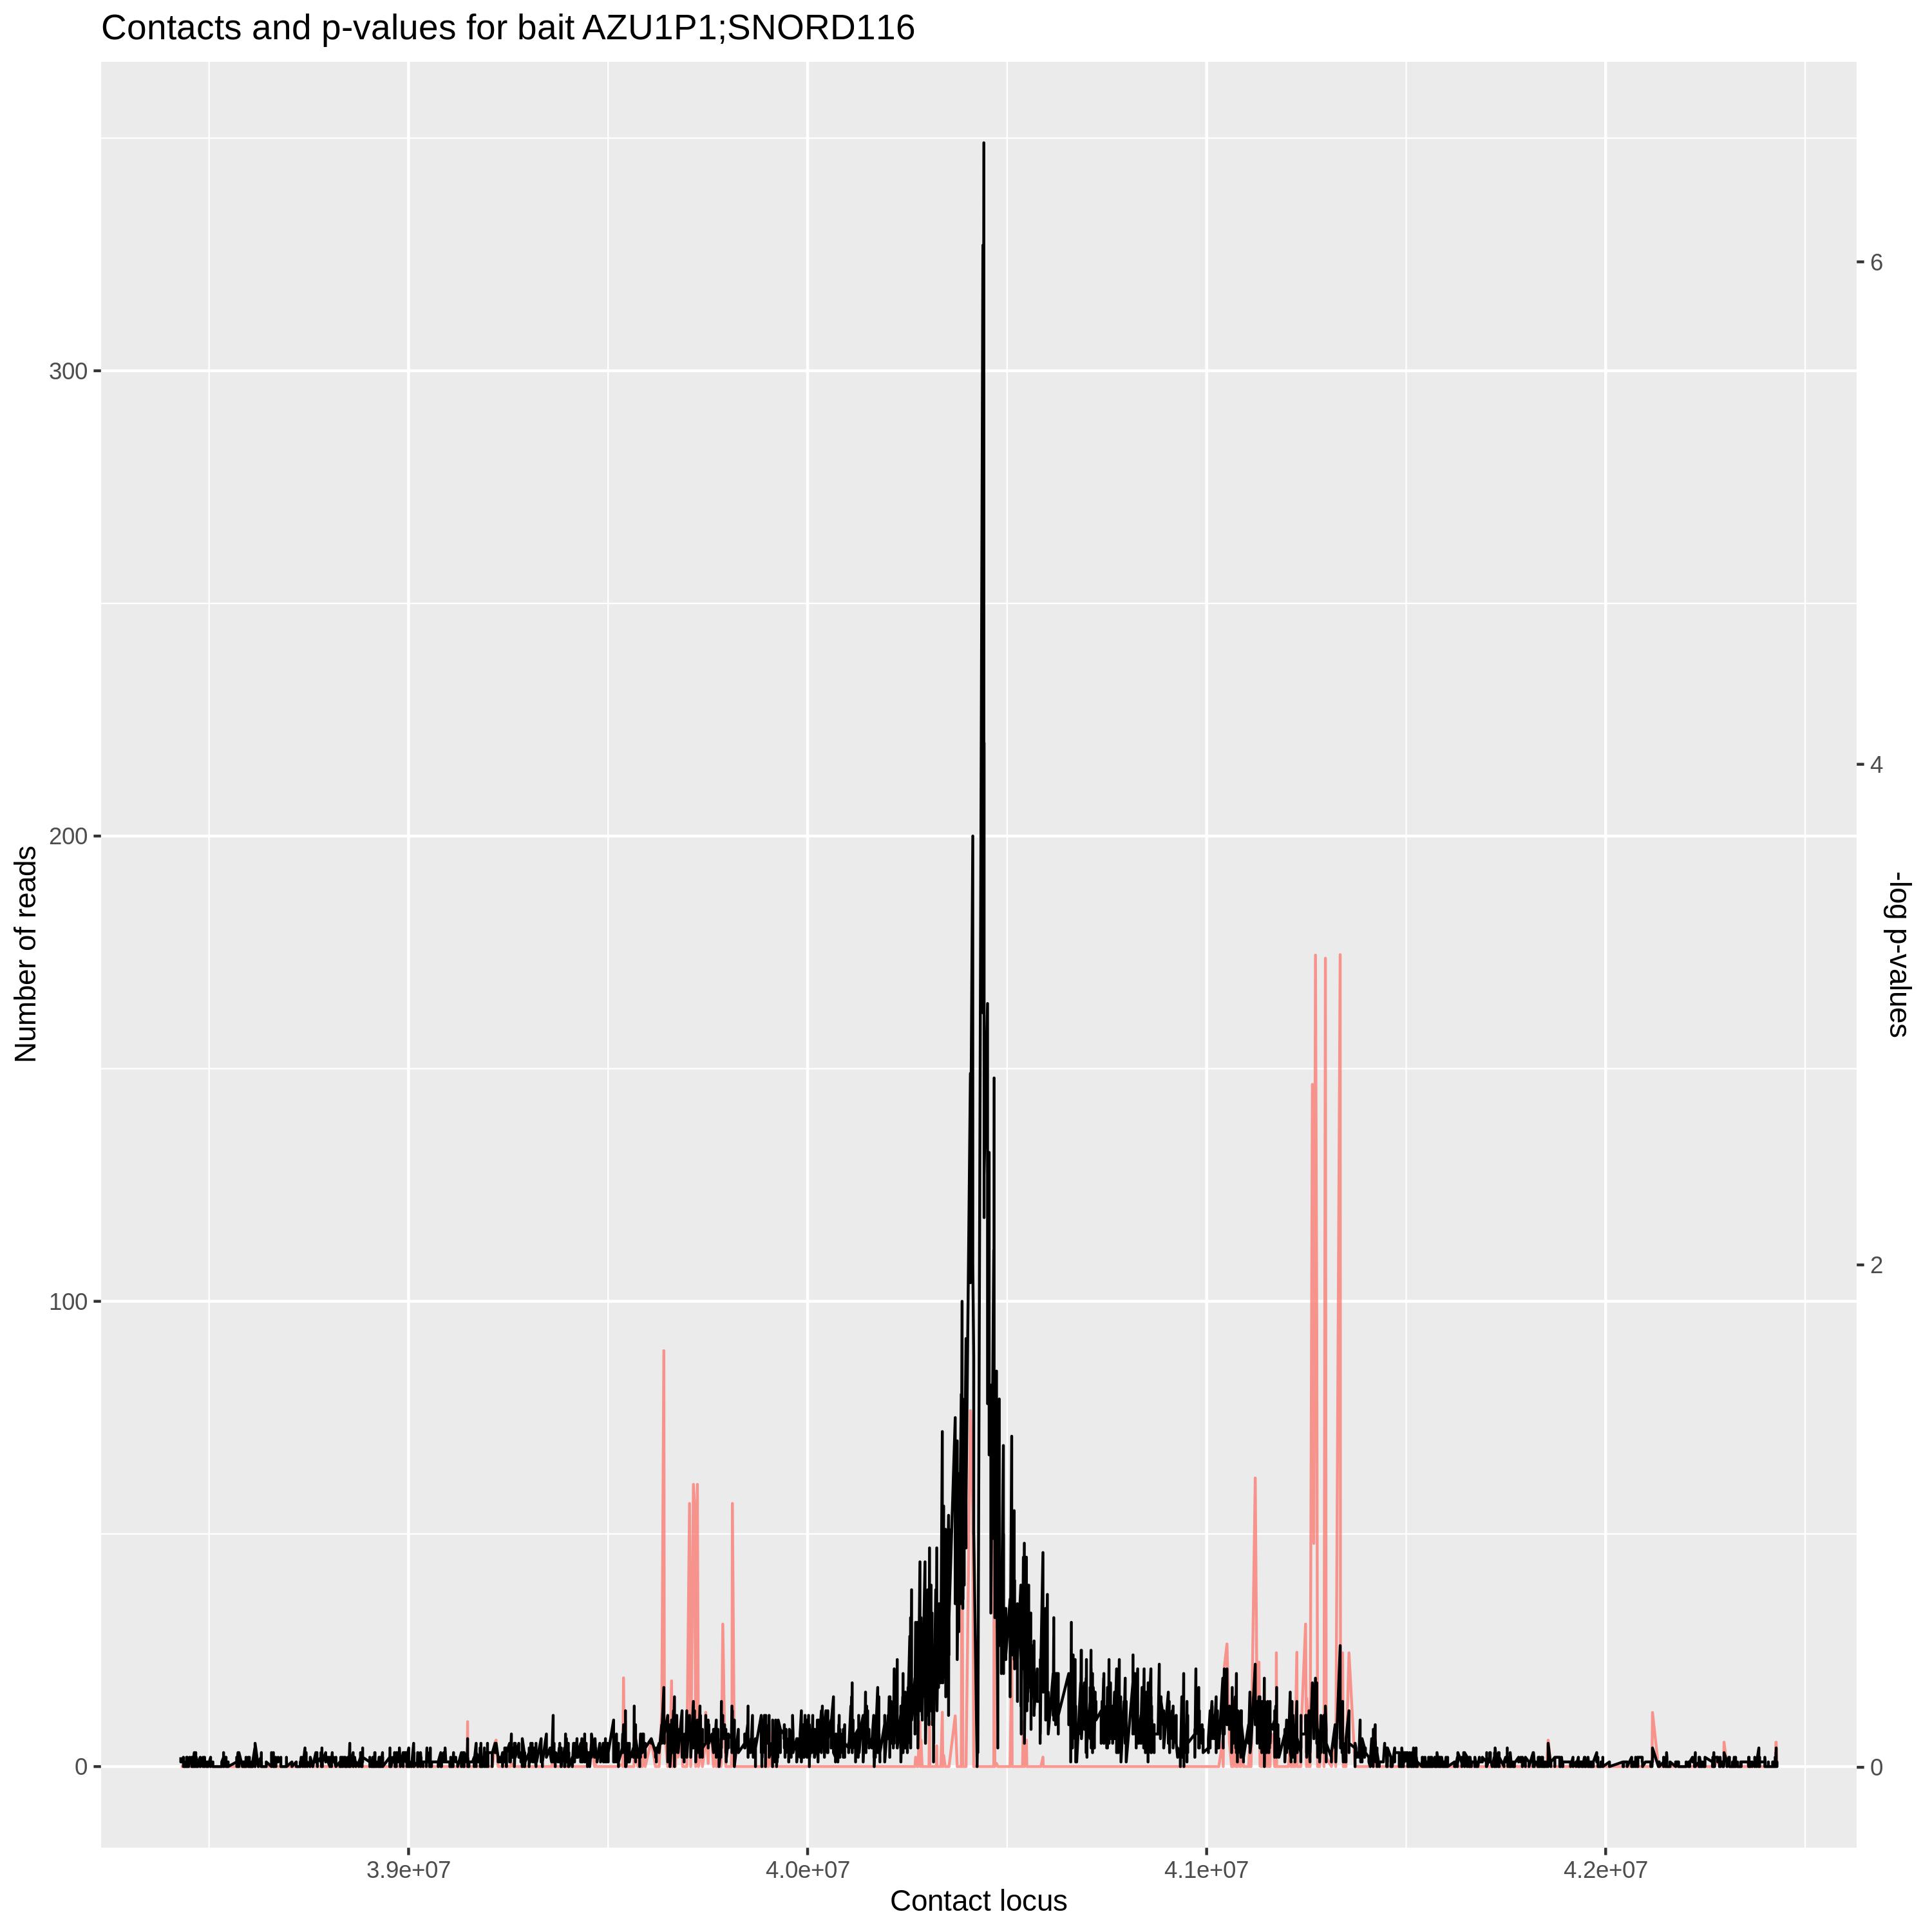 Contacts and p-values for bait AZU1P1;SNORD116
300
200
100
0
Number of reads
6
4
2
0
-log p-values
3.9e+07
4.0e+07
4.1e+07
4.2e+07
Contact locus